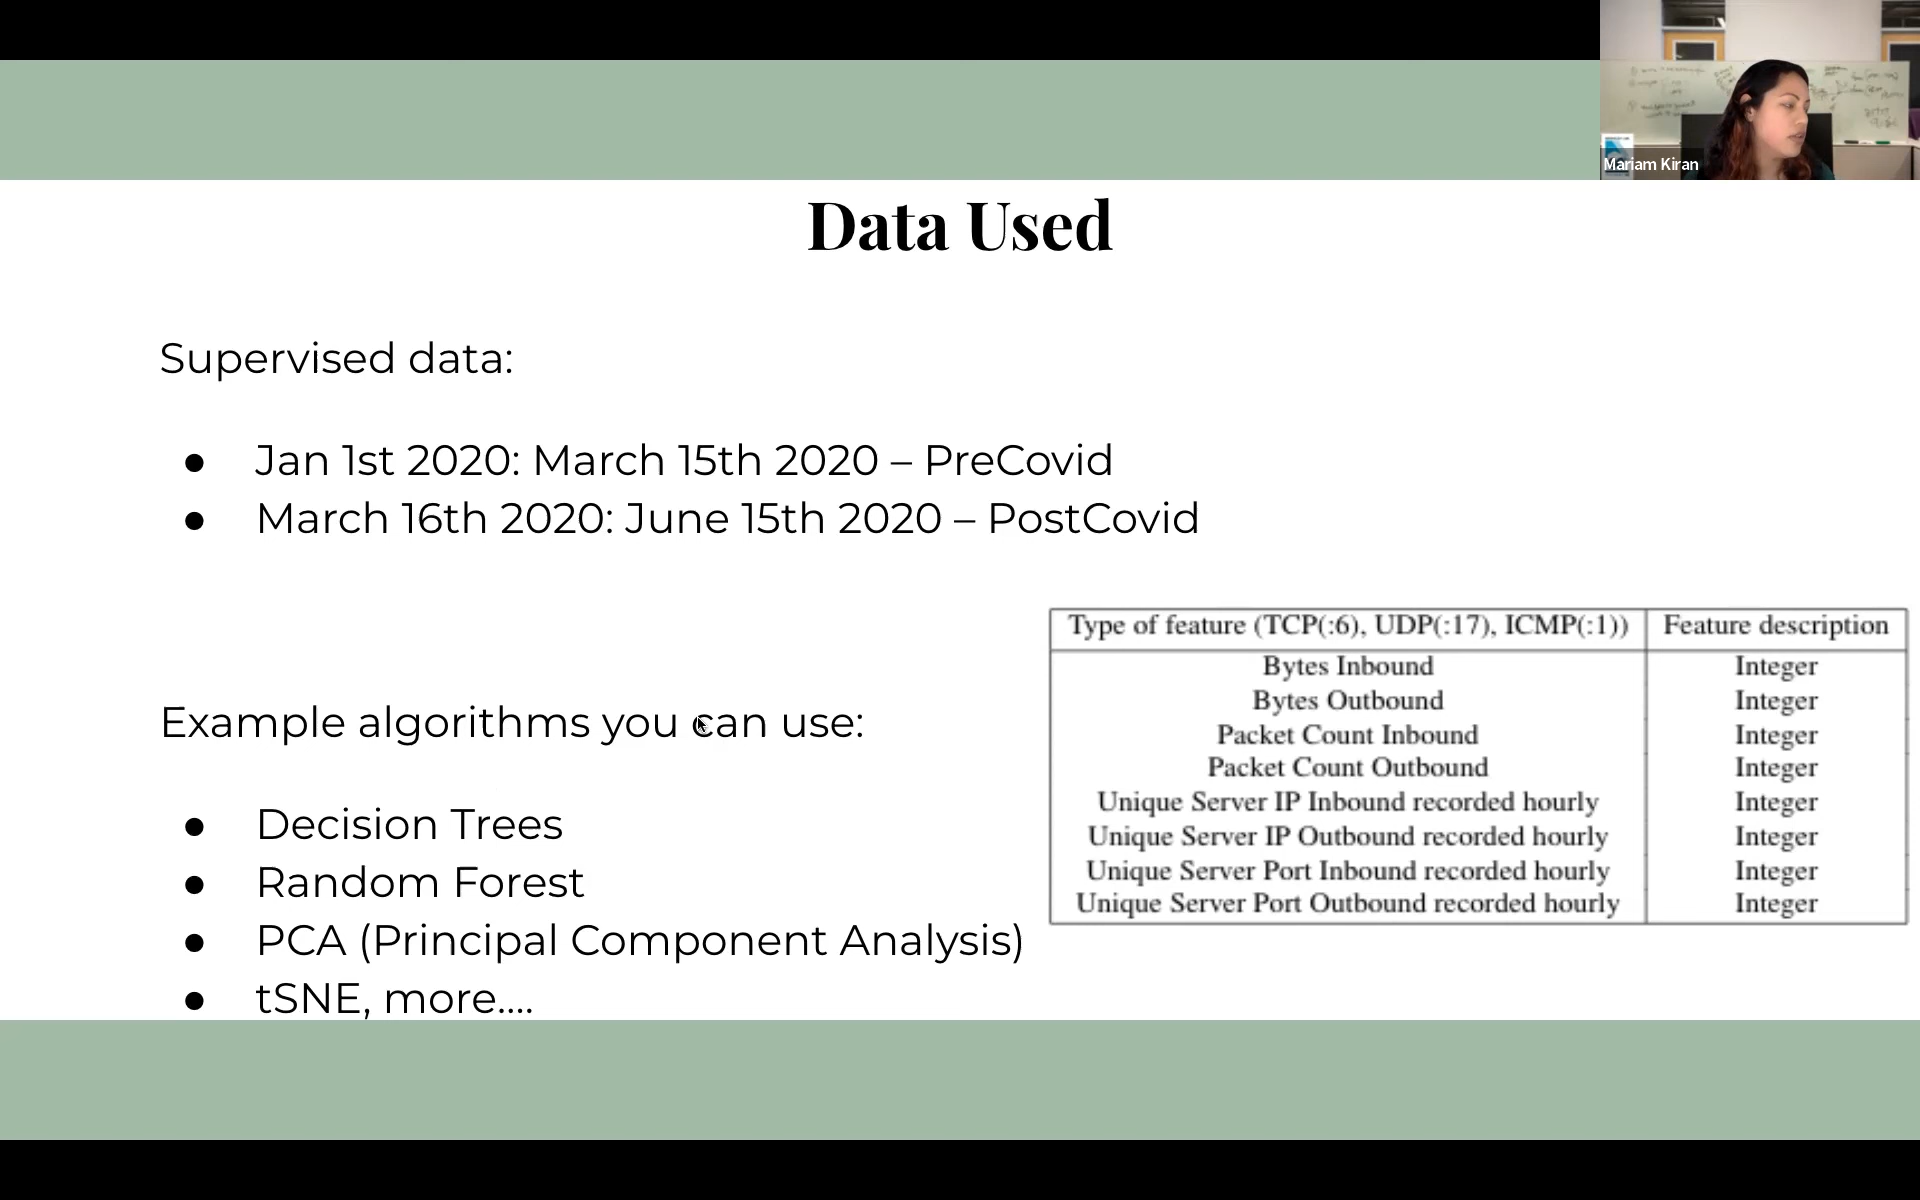 Mariam Kiran
Data Used
Supervised data:
● Jan 1st 2020: March 15th 2020 – PreCovid
● March 16th 2020: June 15th 2020 – PostCovid
Example algorithms you can use:
● Decision Trees
● Random Forest
● PCA (Principal Component Analysis)
● tSNE, more....
Type of feature (TCP(:6), UDP(:17), ICMP(:1)) Feature description
Bytes Inbound Integer
Bytes Outbound Integer
Packet Count Inbound Integer
Packet Count Outbound Integer
Unique Server IP Inbound recorded hourly Integer
Unique Server IP Outbound recorded hourly Integer
Unique Server Port Inbound recorded hourly Integer
Unique Server Port Outbound recorded hourly Integer